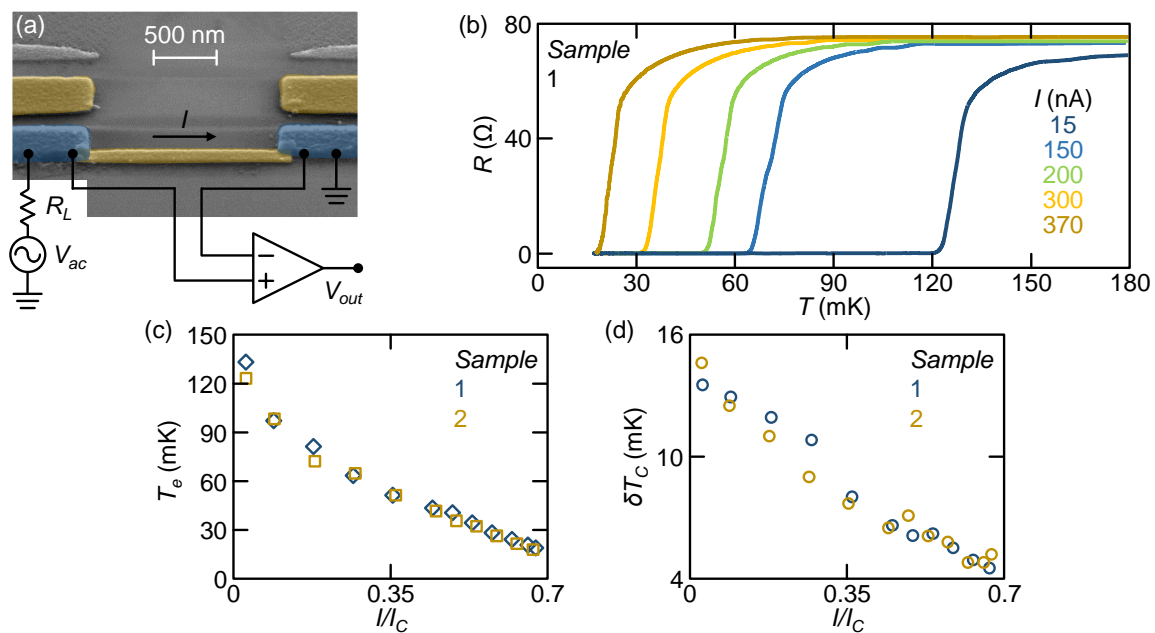 (a)
500 nm
I
R_L
V_ac
−
+
V_out
(b)
80
40
0
R (Ω)
Sample
1
I (nA)
15
150
200
300
370
0 30 60 90 120 150 180
T (mK)
(c)
150
120
90
60
30
0
T_e (mK)
Sample
1
2
0 0.35 0.7
I/I_C
(d)
16
10
4
δT_C (mK)
Sample
1
2
0 0.35 0.7
I/I_C